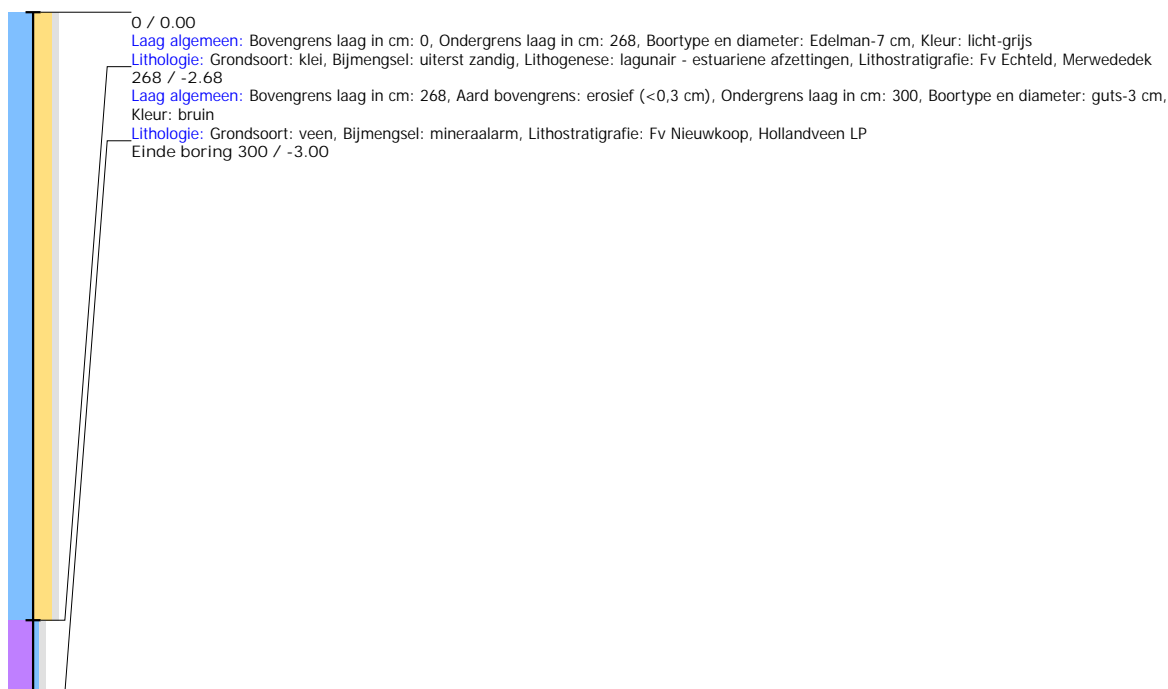 0 / 0.00
Laag algemeen: Bovengrens laag in cm: 0, Ondergrens laag in cm: 268, Boortype en diameter: Edelman-7 cm, Kleur: licht-grijs
Lithologie: Grondsoort: klei, Bijmengsel: uiterst zandig, Lithogenese: lagunair - estuariene afzettingen, Lithostratigrafie: Fv Echteld, Merwededek
268 / -2.68
Laag algemeen: Bovengrens laag in cm: 268, Aard bovengrens: erosief (<0,3 cm), Ondergrens laag in cm: 300, Boortype en diameter: guts-3 cm,
Kleur: bruin
Lithologie: Grondsoort: veen, Bijmengsel: mineraalarm, Lithostratigrafie: Fv Nieuwkoop, Hollandveen LP
Einde boring 300 / -3.00